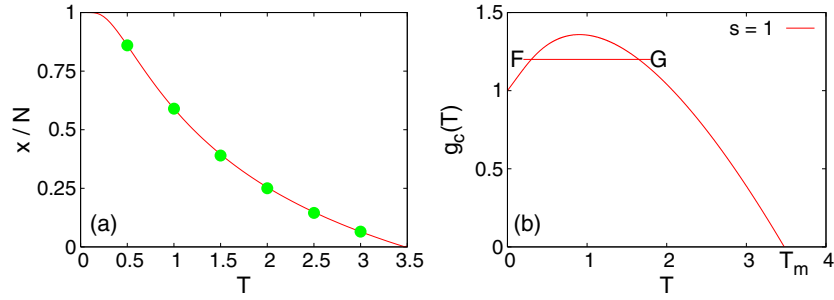 1
0.75
0.5
0.25
0
x / N
(a)
0 0.5 1 1.5 2 2.5 3 3.5
T
1.5
1
0.5
0
g_c(T)
s = 1
F G
(b)
0 1 2 3 T_m 4
T